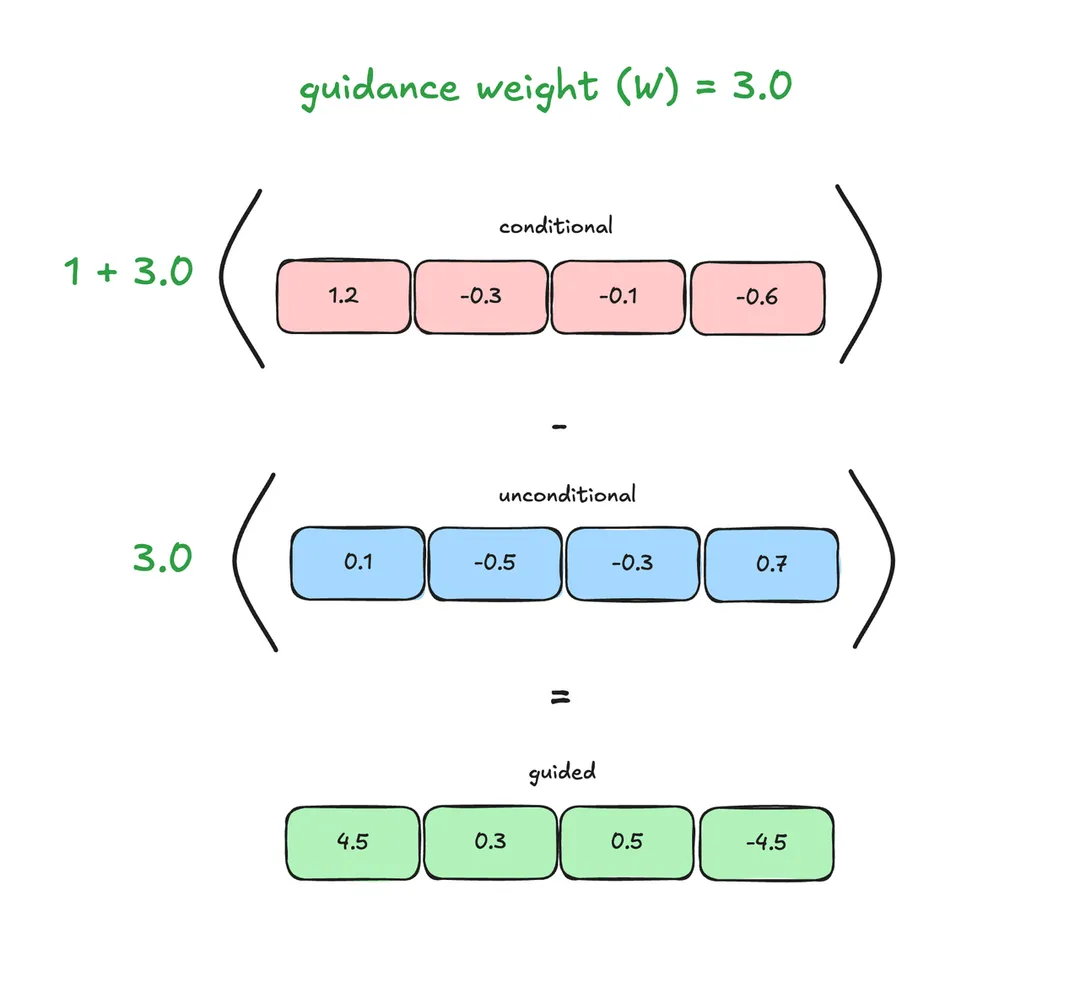 guidance weight (W) = 3.0
conditional
1 + 3.0
1.2 -0.3 -0.1 -0.6
-
unconditional
3.0
0.1 -0.5 -0.3 0.7
=
guided
4.5 0.3 0.5 -4.5